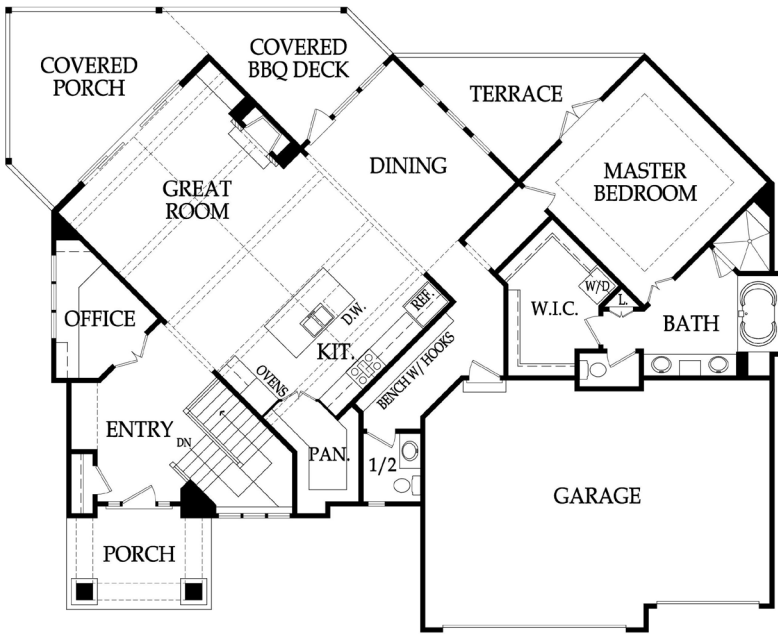 COVERED
PORCH
COVERED
BBQ DECK
TERRACE
GREAT
ROOM
DINING
MASTER
BEDROOM
W/D
L.
W.I.C.
BATH
OFFICE
REF.
D.W.
KIT.
OVENS
BENCH W/ HOOKS
ENTRY
DN
PAN.
1/2
GARAGE
PORCH